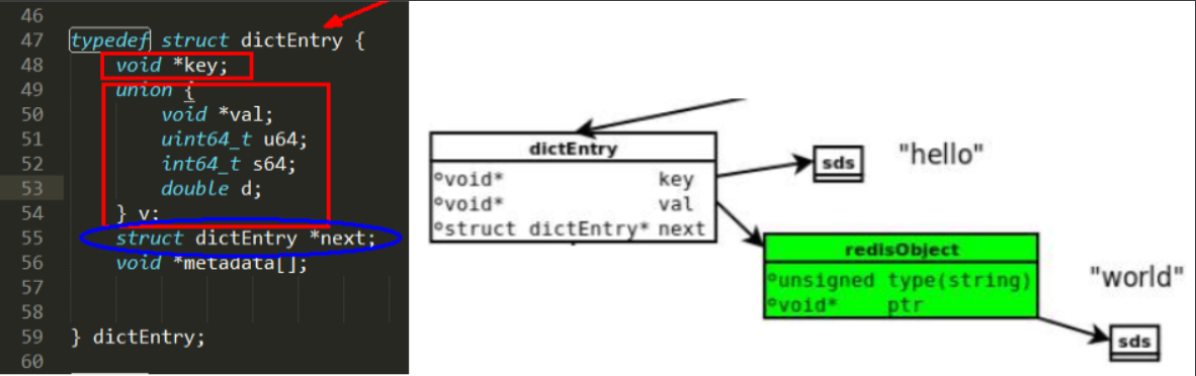 46
47 typedef struct dictEntry {
48 void *key;
49 union {
50 void *val;
51 uint64_t u64;
52 int64_t s64;
53 double d;
54 } v;
55 struct dictEntry *next;
56 void *metadata[];
57
58
59 } dictEntry;
60
dictEntry
void* key
void* val
struct dictEntry* next
sds
"hello"
redisObject
unsigned type(string)
void* ptr
"world"
sds